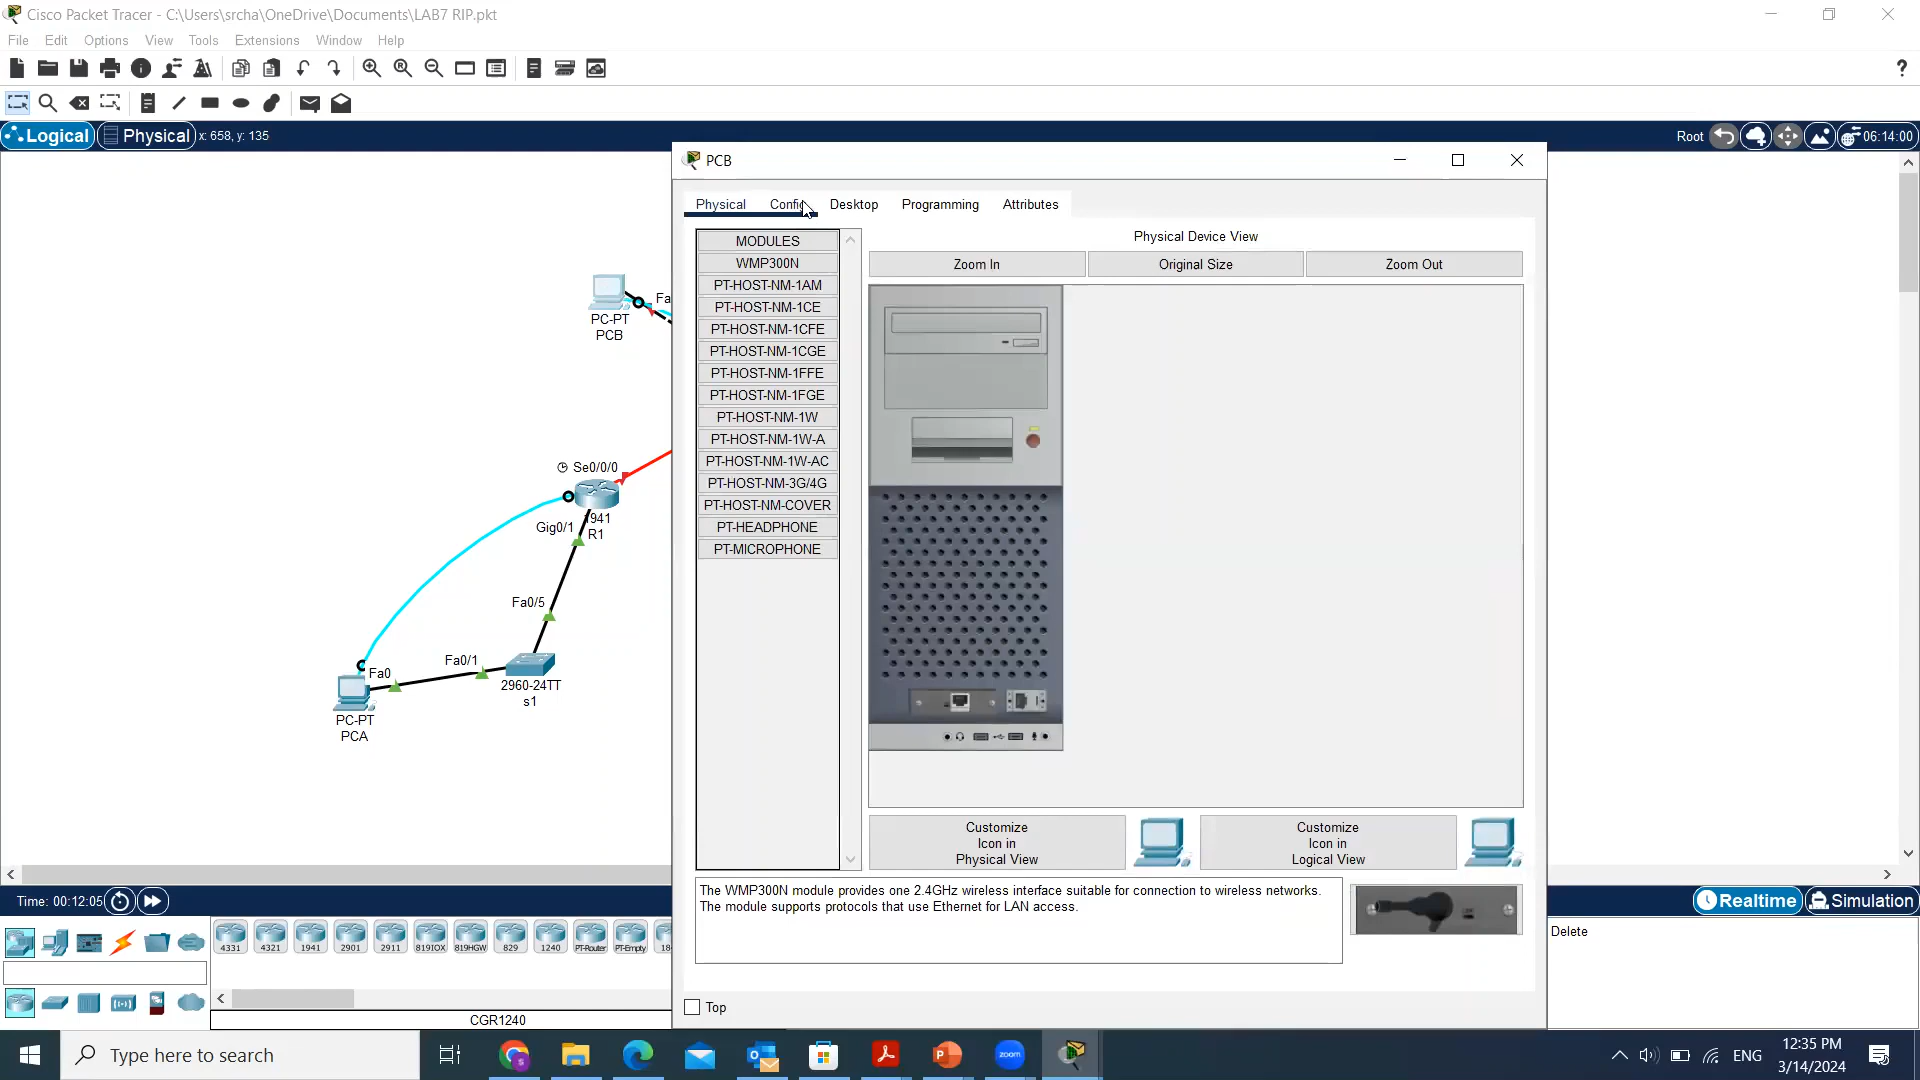 Cisco Packet Tracer - C:\Users\srcha\OneDrive\Documents\LAB7 RIP.pkt
File Edit Options View Tools Extensions Window Help
Logical Physical x: 658, y: 135
Root 06:14:00
PCB
Physical Config Desktop Programming Attributes
MODULES
WMP300N
PT-HOST-NM-1AM
PT-HOST-NM-1CE
PT-HOST-NM-1CFE
PT-HOST-NM-1CGE
PT-HOST-NM-1FFE
PT-HOST-NM-1FGE
PT-HOST-NM-1W
PT-HOST-NM-1W-A
PT-HOST-NM-1W-AC
PT-HOST-NM-3G/4G
PT-HOST-NM-COVER
PT-HEADPHONE
PT-MICROPHONE
Physical Device View
Zoom In Original Size Zoom Out
Customize
Icon in
Physical View
Customize
Icon in
Logical View
The WMP300N module provides one 2.4GHz wireless interface suitable for connection to wireless networks.
The module supports protocols that use Ethernet for LAN access.
Top
Fa
PC-PT
PCB
Se0/0/0
1941
R1
Gig0/1
Fa0/5
Fa0/1
Fa0
2960-24TT
s1
PC-PT
PCA
Time: 00:12:05
Realtime Simulation
4331 4321 1941 2901 2911 819IOX 819HGW 829 1240 PT-Router PT-Empty 18
Delete
CGR1240
Type here to search
zoom
ENG
12:35 PM
3/14/2024